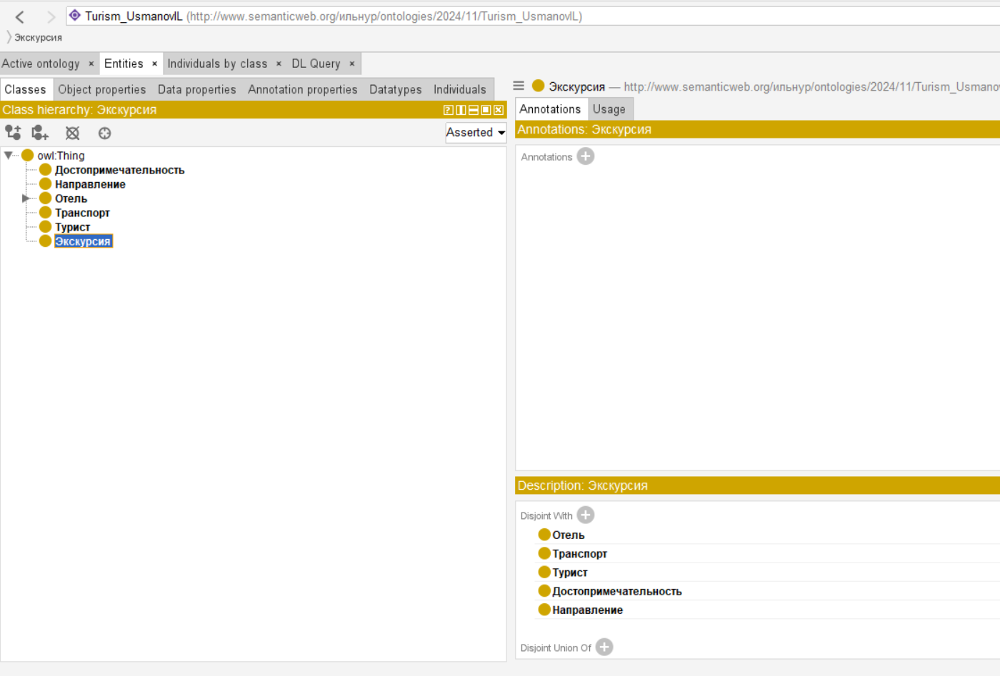 Turism_UsmanovIL (http://www.semanticweb.org/ильнур/ontologies/2024/11/Turism_UsmanovIL)
Экскурсия
Active ontology × Entities × Individuals by class × DL Query ×
Classes Object properties Data properties Annotation properties Datatypes Individuals
Class hierarchy: Экскурсия
Asserted
owl:Thing
Достопримечательность
Направление
Отель
Транспорт
Турист
Экскурсия
Экскурсия — http://www.semanticweb.org/ильнур/ontologies/2024/11/Turism_Usmanov
Annotations Usage
Annotations: Экскурсия
Annotations
Description: Экскурсия
Disjoint With
Отель
Транспорт
Турист
Достопримечательность
Направление
Disjoint Union Of